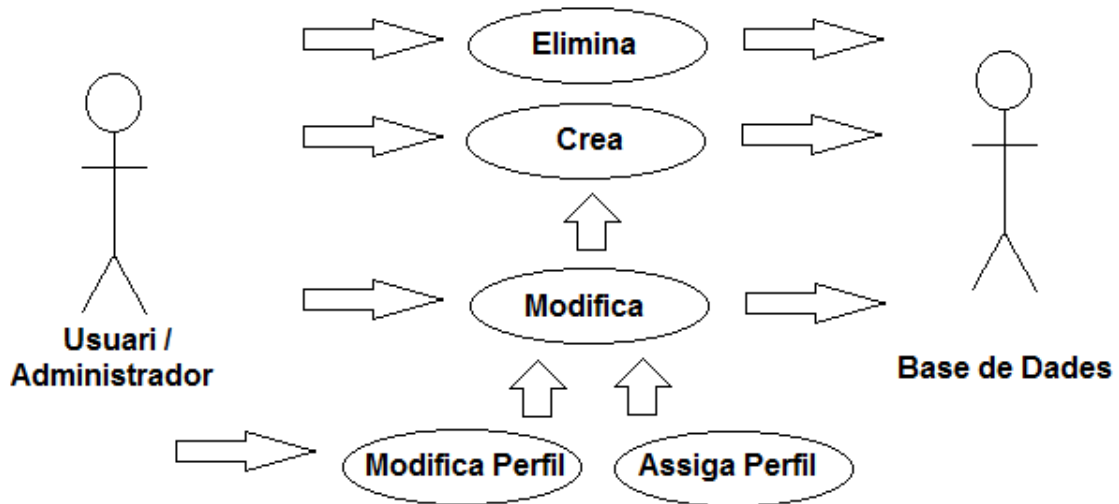 Elimina
Crea
Modifica
Usuari /
Administrador
Base de Dades
Modifica Perfil
Assiga Perfil